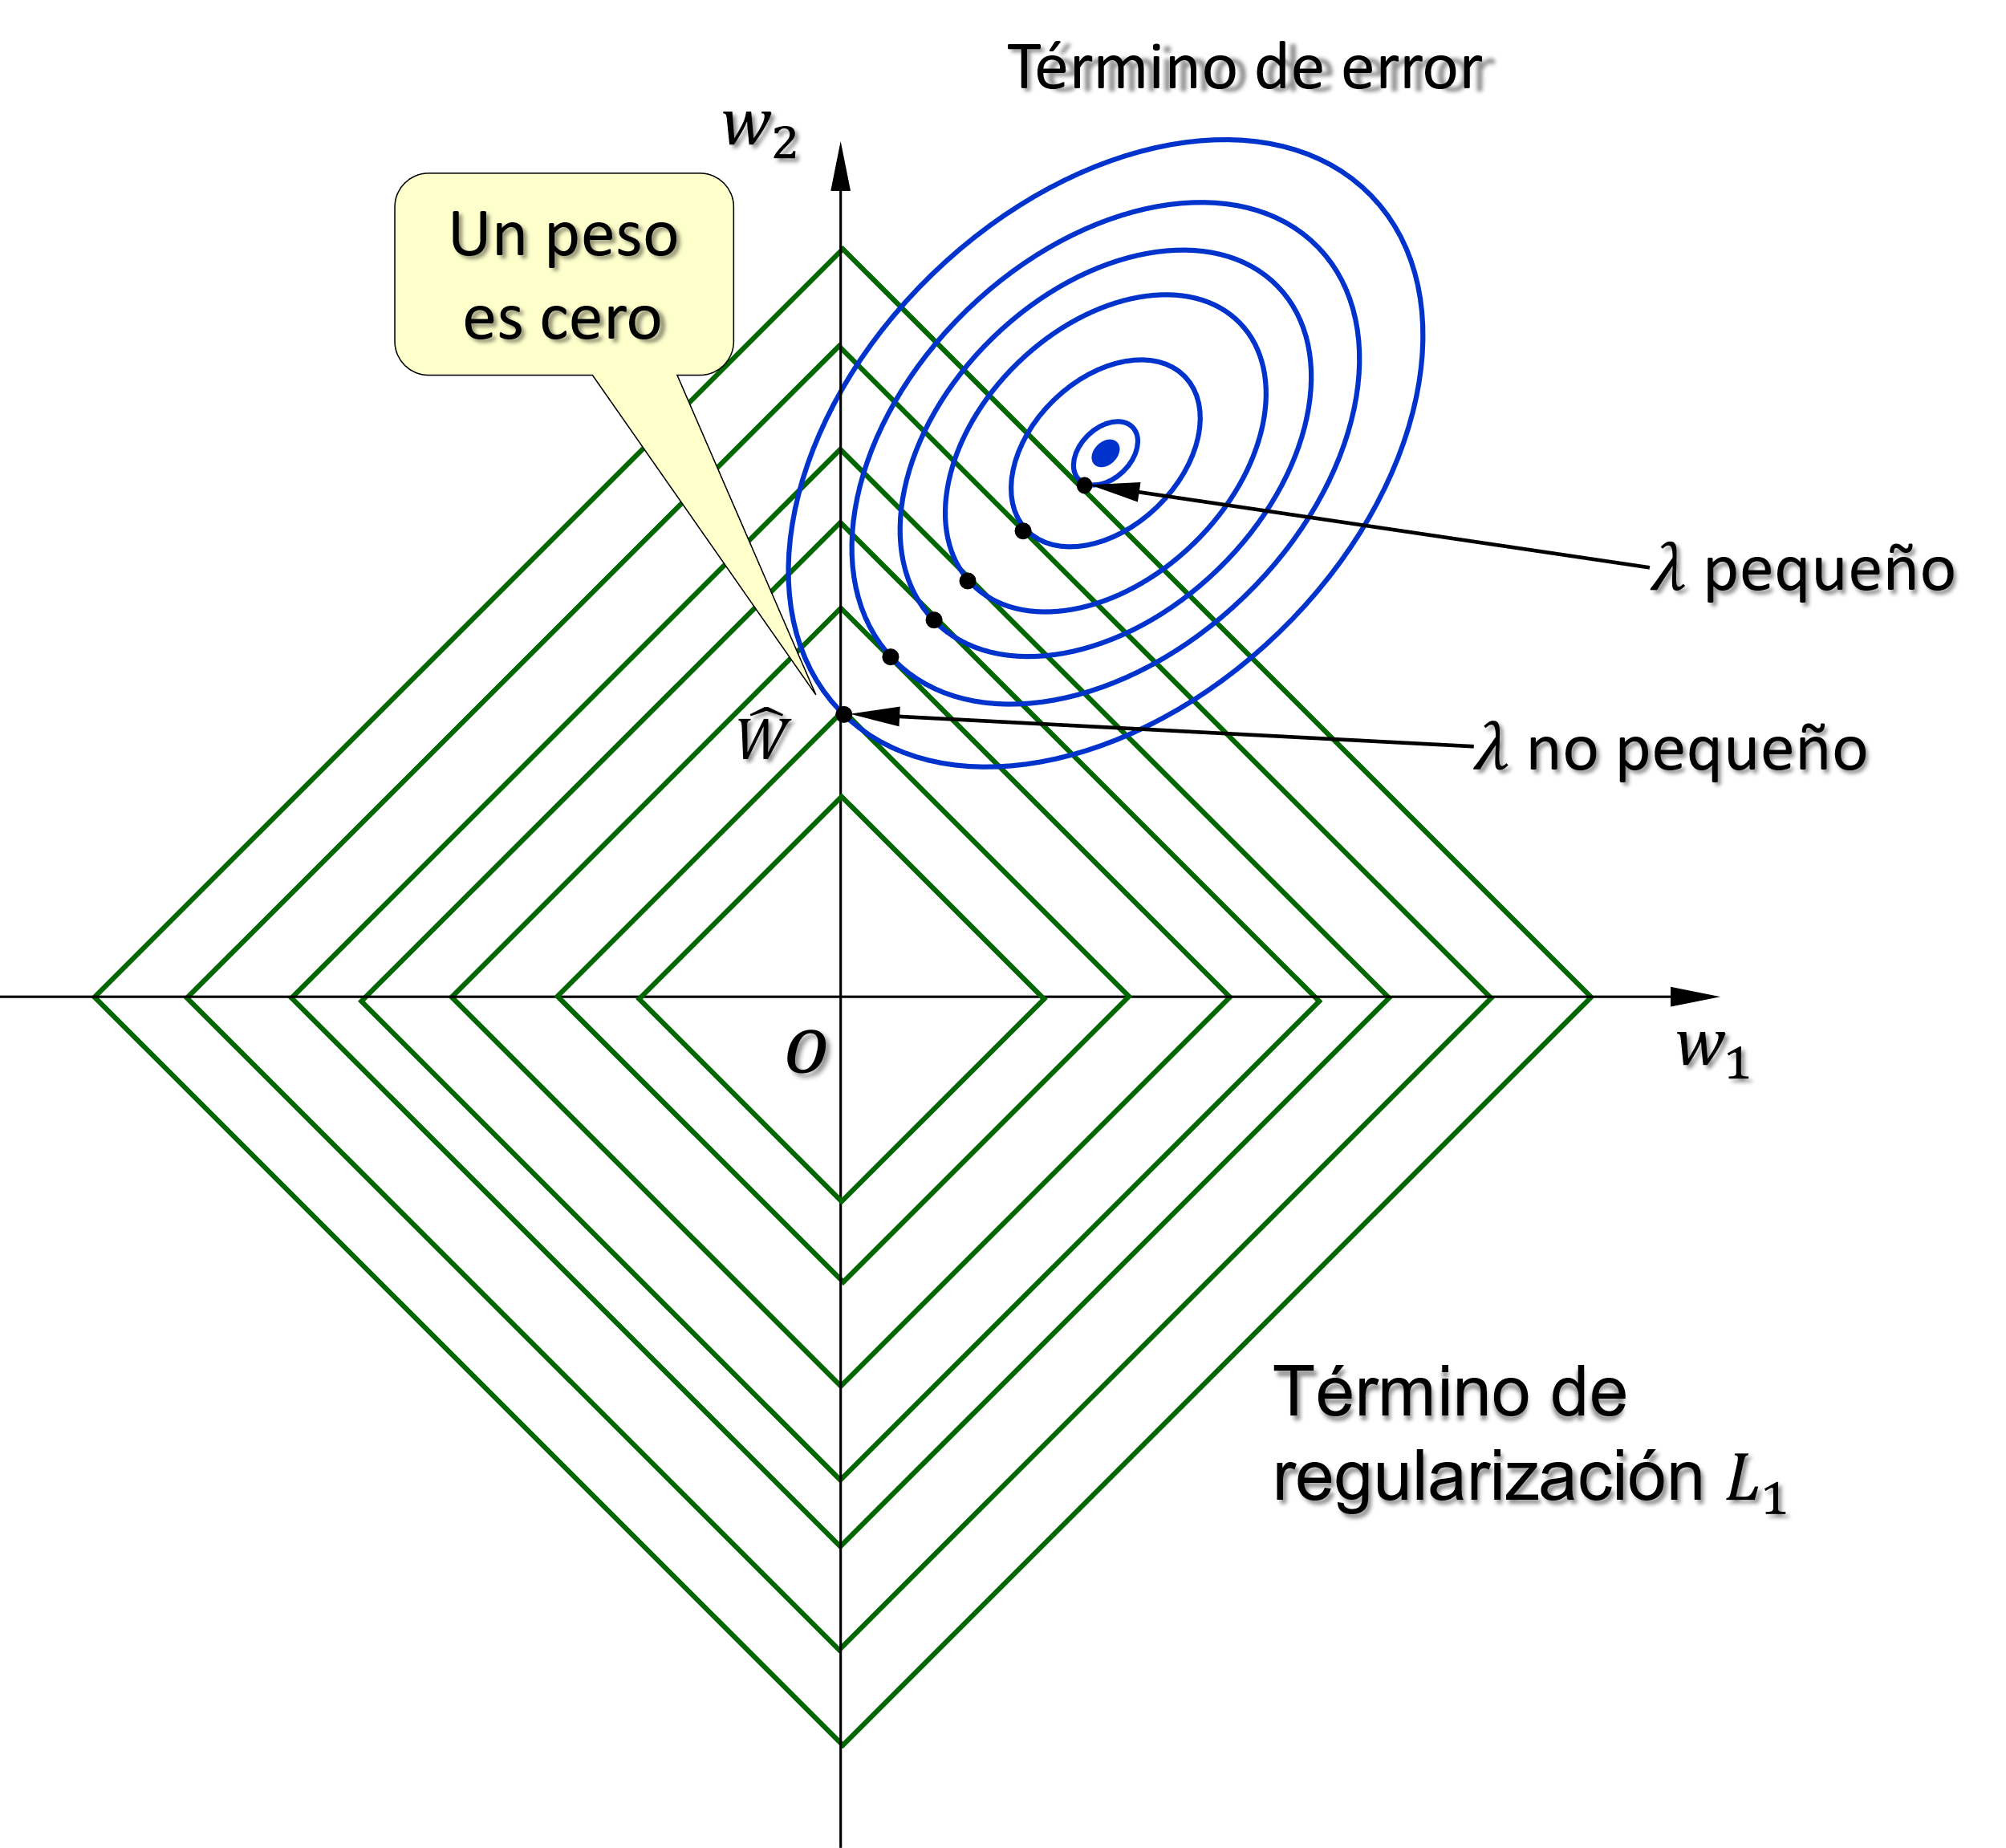 Término de error
w₂
Un peso
es cero
λ pequeño
ŵ
λ no pequeño
O
w₁
Término de
regularización L₁